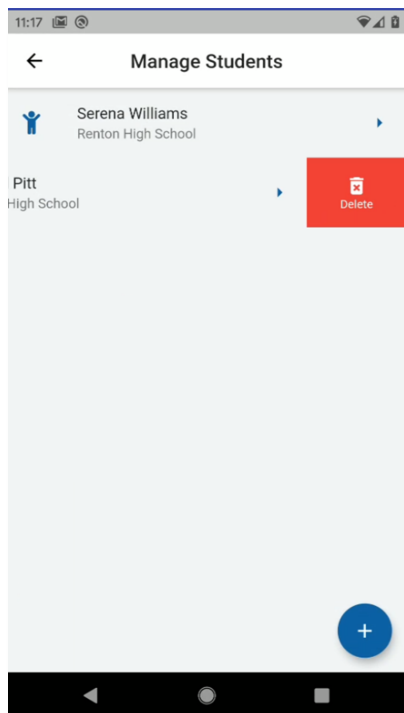 11:17
Manage Students
Serena Williams
Renton High School
Pitt
High School
Delete